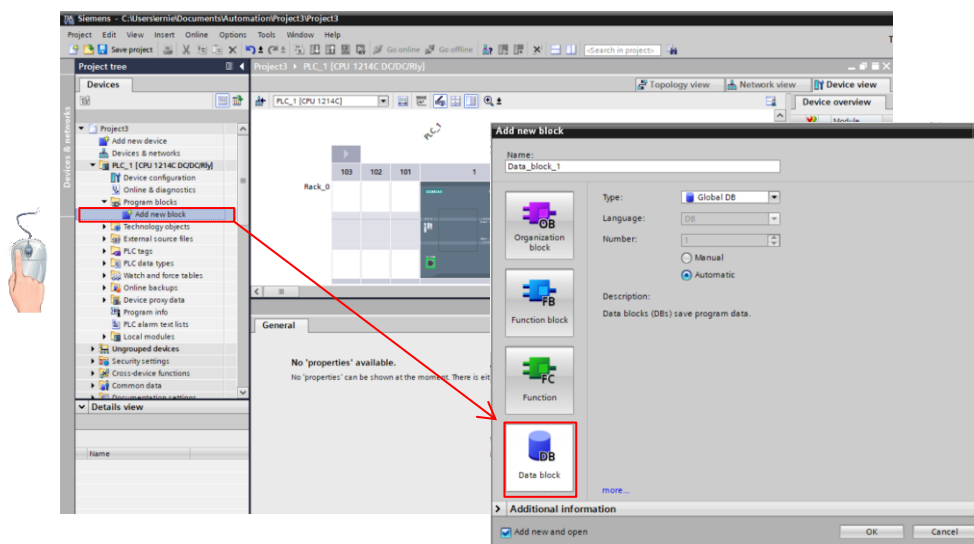 Siemens - C:\Users\ernie\Documents\Automation\Project3\Project3
Project Edit View Insert Online Options Tools Window Help
Save project Go online Go offline <Search in project>
Project tree
Project3 ▸ PLC_1 [CPU 1214C DC/DC/Rly]
Devices
Topology view Network view Device view
PLC_1 [CPU 1214C]
Device overview
Module
Devices & networks
Project3
Add new device
Devices & networks
PLC_1 [CPU 1214C DC/DC/Rly]
Device configuration
Online & diagnostics
Program blocks
Add new block
Technology objects
External source files
PLC tags
PLC data types
Watch and force tables
Online backups
Device proxy data
Program info
PLC alarm text lists
Local modules
Ungrouped devices
Security settings
Cross-device functions
Common data
Documentation settings
Details view
Name
PLC_1
103 102 101 1
Rack_0
SIEMENS
General
No 'properties' available.
No 'properties' can be shown at the moment. There is eit
Add new block
Name:
Data_block_1
OB
Organization
block
FB
Function block
FC
Function
DB
Data block
Type: Global DB
Language: DB
Number: 1
Manual
Automatic
Description:
Data blocks (DBs) save program data.
more...
Additional information
Add new and open
OK Cancel